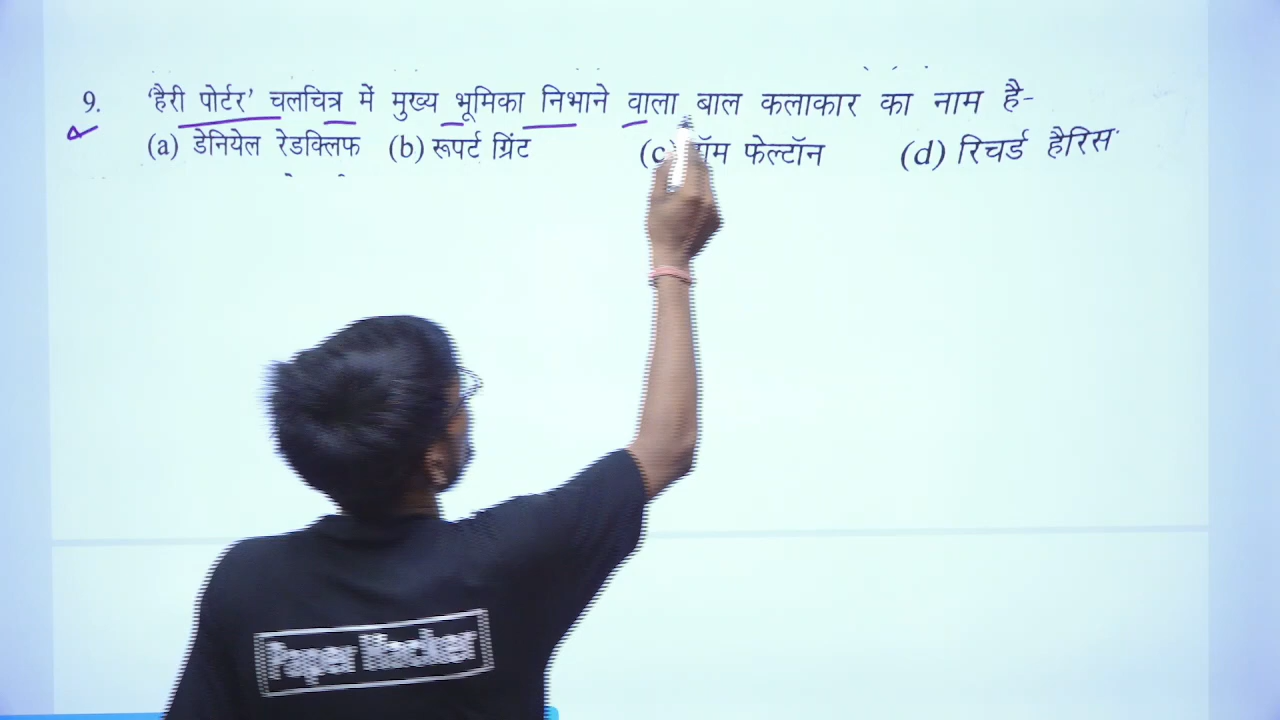 9. 'हैरी पोर्टर' चलचित्र में मुख्य भूमिका निभाने वाला बाल कलाकार का नाम है-
(a) डेनियेल रेडक्लिफ (b) रूपर्ट ग्रिंट (c) टॉम फेल्टॉन (d) रिचर्ड हैरिस
Paper Hacker